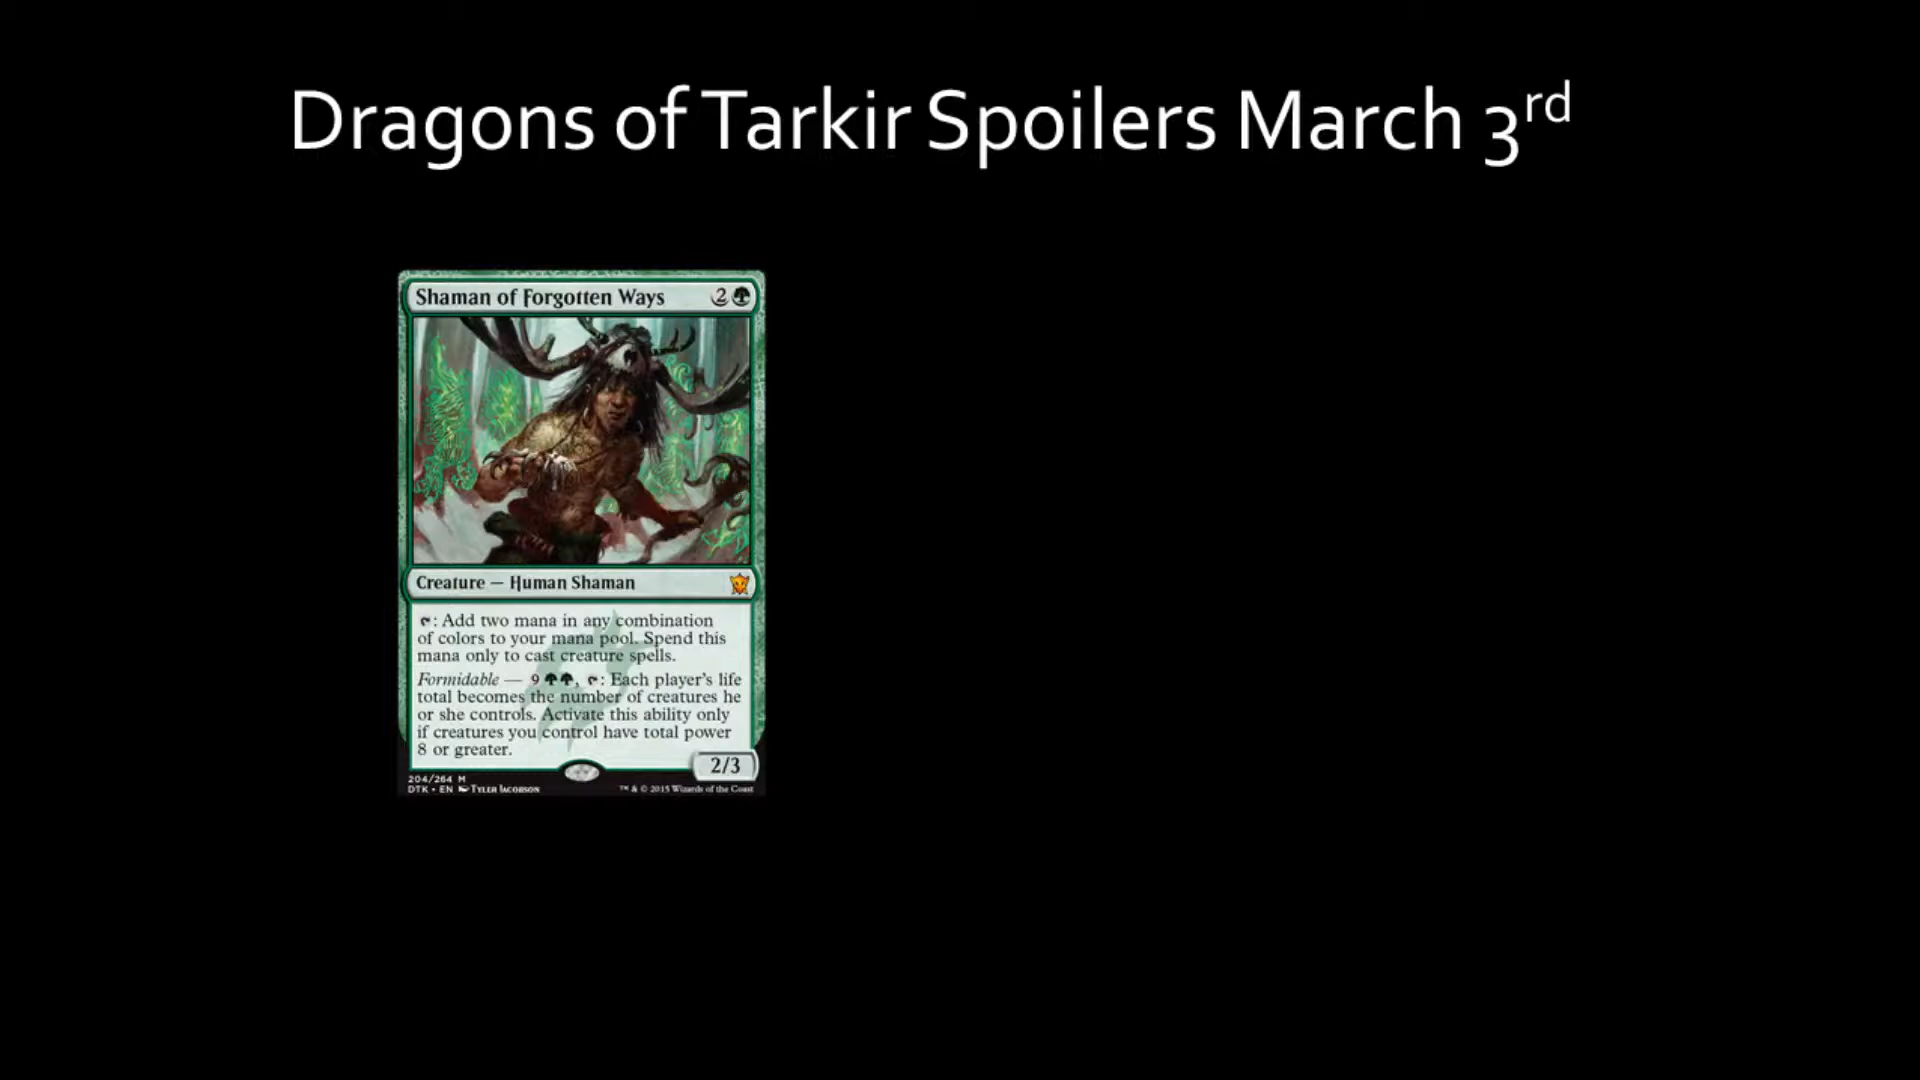 Dragons of Tarkir Spoilers March 3rd
Shaman of Forgotten Ways 2
Creature — Human Shaman
: Add two mana in any combination
of colors to your mana pool. Spend this
mana only to cast creature spells.
Formidable — 9 , : Each player's life
total becomes the number of creatures he
or she controls. Activate this ability only
if creatures you control have total power
8 or greater.
2/3
204/264 M
DTK • EN Tyler Jacobson
™ & © 2015 Wizards of the Coast